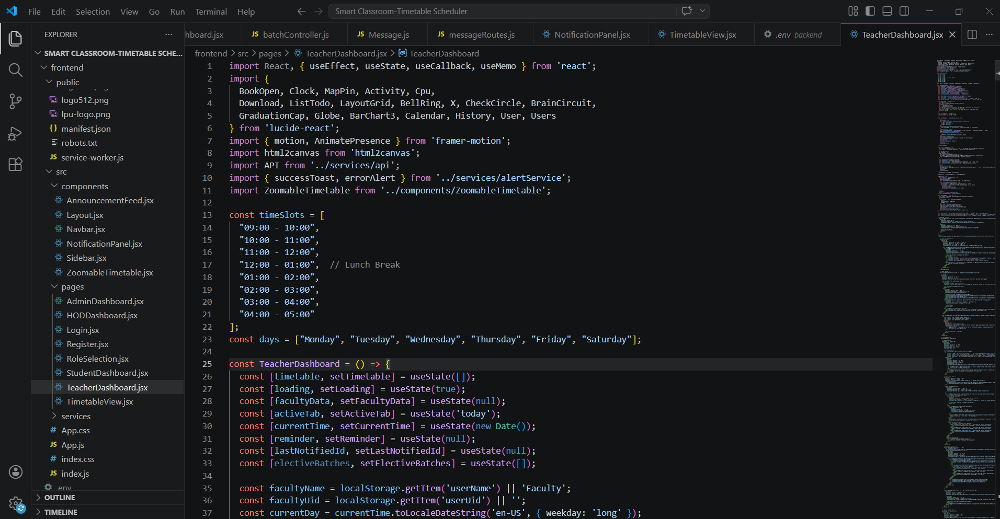 File Edit Selection View Go Run Terminal Help
Smart Classroom-Timetable Scheduler
EXPLORER
hboard.jsx
JS batchController.js
JS Message.js
JS messageRoutes.js
NotificationPanel.jsx
TimetableView.jsx
.env backend
TeacherDashboard.jsx
SMART CLASSROOM-TIMETABLE SCHE...
frontend
public
logo512.png
lpu-logo.png
{} manifest.json
robots.txt
JS service-worker.js
src
components
AnnouncementFeed.jsx
Layout.jsx
Navbar.jsx
NotificationPanel.jsx
Sidebar.jsx
ZoomableTimetable.jsx
pages
AdminDashboard.jsx
HODDashboard.jsx
Login.jsx
Register.jsx
RoleSelection.jsx
StudentDashboard.jsx
TeacherDashboard.jsx
TimetableView.jsx
services
# App.css
JS App.js
# index.css
JS index.js
.env
OUTLINE
TIMELINE
frontend > src > pages > TeacherDashboard.jsx > TeacherDashboard
1 import React, { useEffect, useState, useCallback, useMemo } from 'react';
2 import {
3 BookOpen, Clock, MapPin, Activity, Cpu,
4 Download, ListTodo, LayoutGrid, BellRing, X, CheckCircle, BrainCircuit,
5 GraduationCap, Globe, BarChart3, Calendar, History, User, Users
6 } from 'lucide-react';
7 import { motion, AnimatePresence } from 'framer-motion';
8 import html2canvas from 'html2canvas';
9 import API from '../services/api';
10 import { successToast, errorAlert } from '../services/alertService';
11 import ZoomableTimetable from '../components/ZoomableTimetable';
12
13 const timeSlots = [
14 "09:00 - 10:00",
15 "10:00 - 11:00",
16 "11:00 - 12:00",
17 "12:00 - 01:00", // Lunch Break
18 "01:00 - 02:00",
19 "02:00 - 03:00",
20 "03:00 - 04:00",
21 "04:00 - 05:00"
22 ];
23 const days = ["Monday", "Tuesday", "Wednesday", "Thursday", "Friday", "Saturday"];
24
25 const TeacherDashboard = () => {
26 const [timetable, setTimetable] = useState([]);
27 const [loading, setLoading] = useState(true);
28 const [facultyData, setFacultyData] = useState(null);
29 const [activeTab, setActiveTab] = useState('today');
30 const [currentTime, setCurrentTime] = useState(new Date());
31 const [reminder, setReminder] = useState(null);
32 const [lastNotifiedId, setLastNotifiedId] = useState(null);
33 const [electiveBatches, setElectiveBatches] = useState([]);
34
35 const facultyName = localStorage.getItem('userName') || 'Faculty';
36 const facultyUid = localStorage.getItem('userUid') || '';
37 const currentDay = currentTime.toLocaleDateString('en-US', { weekday: 'long' });